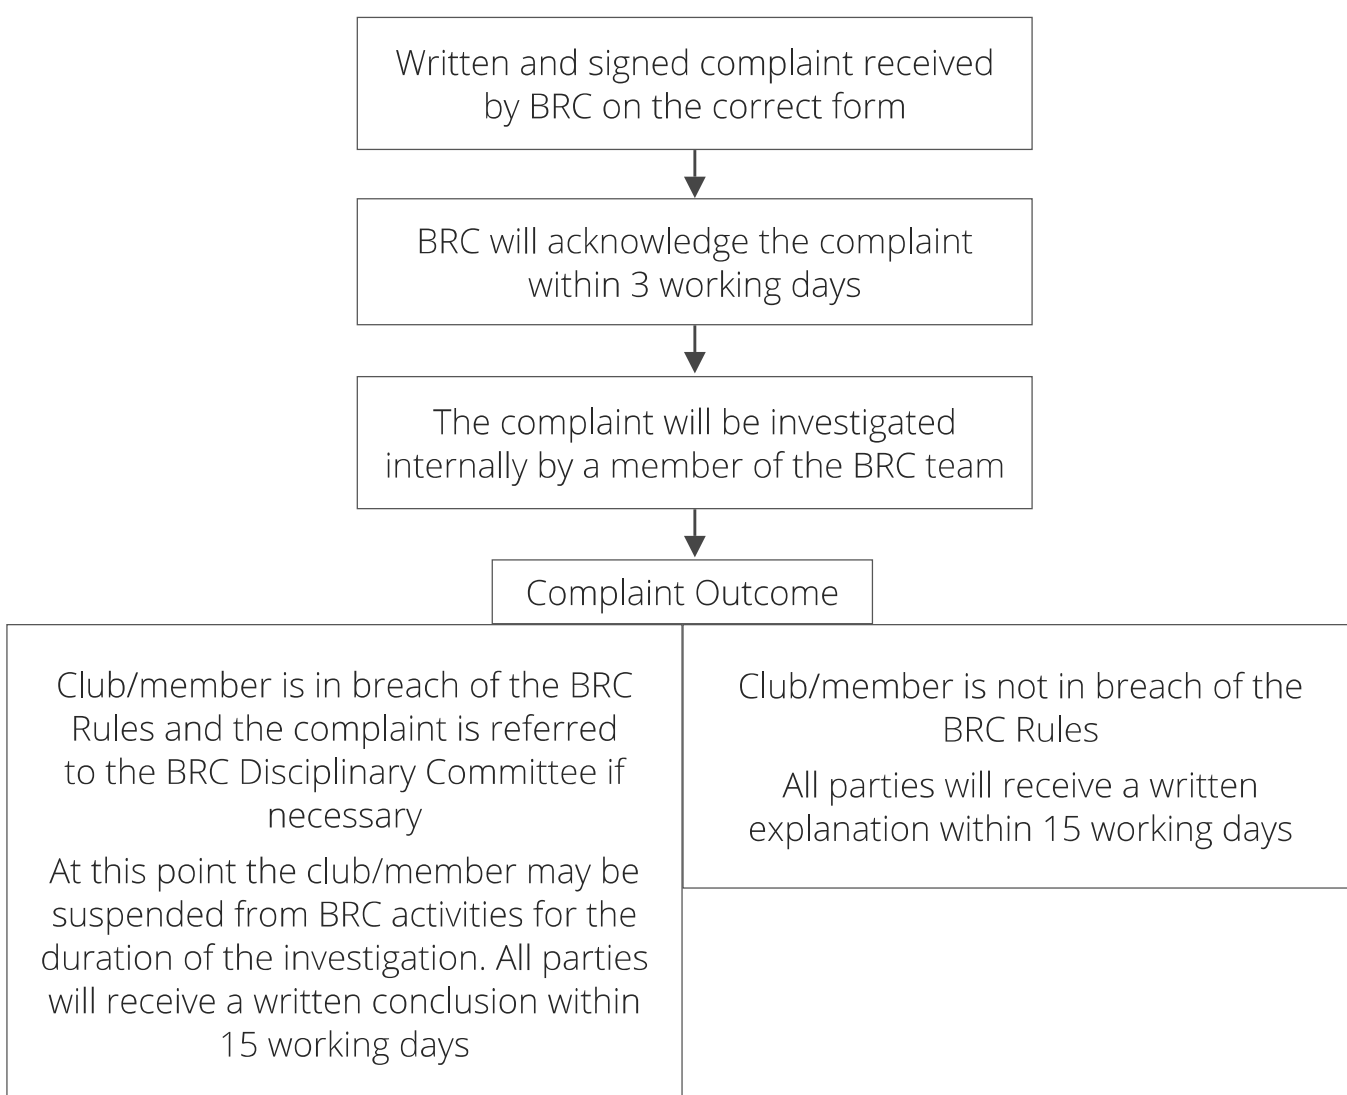 Written and signed complaint received
by BRC on the correct form
BRC will acknowledge the complaint
within 3 working days
The complaint will be investigated
internally by a member of the BRC team
Complaint Outcome
Club/member is in breach of the BRC
Rules and the complaint is referred
to the BRC Disciplinary Committee if
necessary
At this point the club/member may be
suspended from BRC activities for the
duration of the investigation. All parties
will receive a written conclusion within
15 working days
Club/member is not in breach of the
BRC Rules
All parties will receive a written
explanation within 15 working days